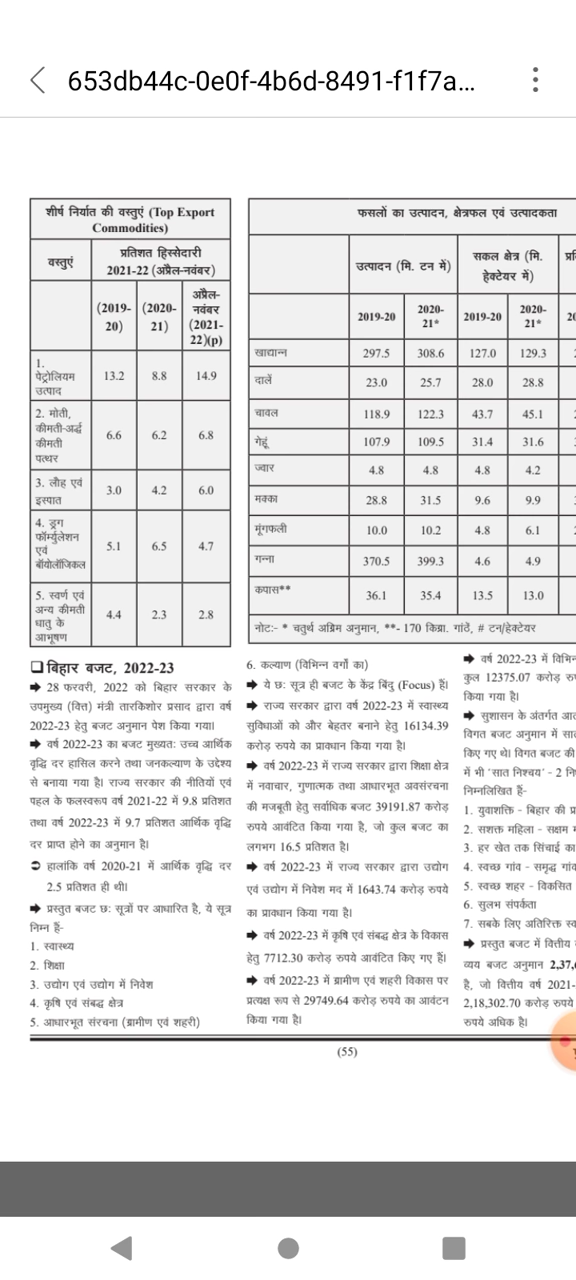 653db44c-0e0f-4b6d-8491-f1f7a...
शीर्ष निर्यात की वस्तुएं (Top Export
Commodities)
वस्तुएं
प्रतिशत हिस्सेदारी
2021-22 (अप्रैल-नवंबर)
(2019-20) (2020-21) अप्रैल-नवंबर (2021-22)(p)
1. पेट्रोलियम उत्पाद 13.2 8.8 14.9
2. मोती, कीमती-अर्द्ध कीमती पत्थर 6.6 6.2 6.8
3. लौह एवं इस्पात 3.0 4.2 6.0
4. ड्रग फॉर्म्युलेशन एवं बॉयोलॉजिकल 5.1 6.5 4.7
5. स्वर्ण एवं अन्य कीमती धातु के आभूषण 4.4 2.3 2.8
फसलों का उत्पादन, क्षेत्रफल एवं उत्पादकता
उत्पादन (मि. टन में) सकल क्षेत्र (मि. हेक्टेयर में)
2019-20 2020-21* 2019-20 2020-21*
खाद्यान्न 297.5 308.6 127.0 129.3
दालें 23.0 25.7 28.0 28.8
चावल 118.9 122.3 43.7 45.1
गेहूं 107.9 109.5 31.4 31.6
ज्वार 4.8 4.8 4.8 4.2
मक्का 28.8 31.5 9.6 9.9
मूंगफली 10.0 10.2 4.8 6.1
गन्ना 370.5 399.3 4.6 4.9
कपास** 36.1 35.4 13.5 13.0
नोट:- * चतुर्थ अग्रिम अनुमान, **- 170 किग्रा. गांठें, # टन/हेक्टेयर
❑ बिहार बजट, 2022-23
➡ 28 फरवरी, 2022 को बिहार सरकार के
उपमुख्य (वित्त) मंत्री तारकिशोर प्रसाद द्वारा वर्ष
2022-23 हेतु बजट अनुमान पेश किया गया।
➡ वर्ष 2022-23 का बजट मुख्यतः उच्च आर्थिक
वृद्धि दर हासिल करने तथा जनकल्याण के उद्देश्य
से बनाया गया है। राज्य सरकार की नीतियों एवं
पहल के फलस्वरूप वर्ष 2021-22 में 9.8 प्रतिशत
तथा वर्ष 2022-23 में 9.7 प्रतिशत आर्थिक वृद्धि
दर प्राप्त होने का अनुमान है।
➲ हालांकि वर्ष 2020-21 में आर्थिक वृद्धि दर
2.5 प्रतिशत ही थी।
➡ प्रस्तुत बजट छः सूत्रों पर आधारित है, ये सूत्र
निम्न हैं-
1. स्वास्थ्य
2. शिक्षा
3. उद्योग एवं उद्योग में निवेश
4. कृषि एवं संबद्ध क्षेत्र
5. आधारभूत संरचना (ग्रामीण एवं शहरी)
6. कल्याण (विभिन्न वर्गों का)
➡ ये छः सूत्र ही बजट के केंद्र बिंदु (Focus) हैं।
➡ राज्य सरकार द्वारा वर्ष 2022-23 में स्वास्थ्य
सुविधाओं को और बेहतर बनाने हेतु 16134.39
करोड़ रुपये का प्रावधान किया गया है।
➡ वर्ष 2022-23 में राज्य सरकार द्वारा शिक्षा क्षेत्र
में नवाचार, गुणात्मक तथा आधारभूत अवसंरचना
की मजबूती हेतु सर्वाधिक बजट 39191.87 करोड़
रुपये आवंटित किया गया है, जो कुल बजट का
लगभग 16.5 प्रतिशत है।
➡ वर्ष 2022-23 में राज्य सरकार द्वारा उद्योग
एवं उद्योग में निवेश मद में 1643.74 करोड़ रुपये
का प्रावधान किया गया है।
➡ वर्ष 2022-23 में कृषि एवं संबद्ध क्षेत्र के विकास
हेतु 7712.30 करोड़ रुपये आवंटित किए गए हैं।
➡ वर्ष 2022-23 में ग्रामीण एवं शहरी विकास पर
प्रत्यक्ष रूप से 29749.64 करोड़ रुपये का आवंटन
किया गया है।
➡ वर्ष 2022-23 में
कुल 12375.07 करोड़
किया गया है।
➡ सुशासन के अंतर्गत
विगत बजट अनुमान में
किए गए थे। विगत बजट की
में भी 'सात निश्चय' - 2
निम्नलिखित हैं-
1. युवाशक्ति - बिहार की
2. सशक्त महिला - सक्षम
3. हर खेत तक सिंचाई का
4. स्वच्छ गांव - समृद्ध गांव
5. स्वच्छ शहर - विकसित
6. सुलभ संपर्कता
7. सबके लिए अतिरिक्त
➡ प्रस्तुत बजट में वित्तीय
व्यय बजट अनुमान 2,37,
है, जो वित्तीय वर्ष 2021-
2,18,302.70 करोड़ रुपये
रुपये अधिक है।
(55)